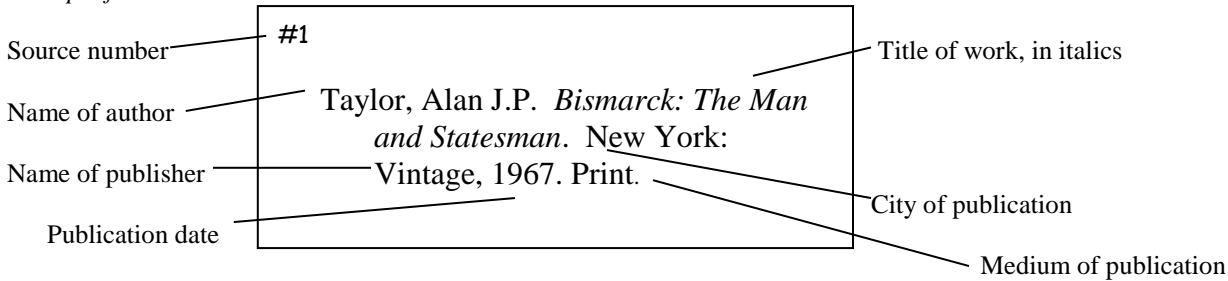 #1
Source number
Title of work, in italics
Name of author
Taylor, Alan J.P.  Bismarck: The Man
and Statesman.  New York:
Name of publisher
Vintage, 1967. Print.
City of publication
Publication date
Medium of publication